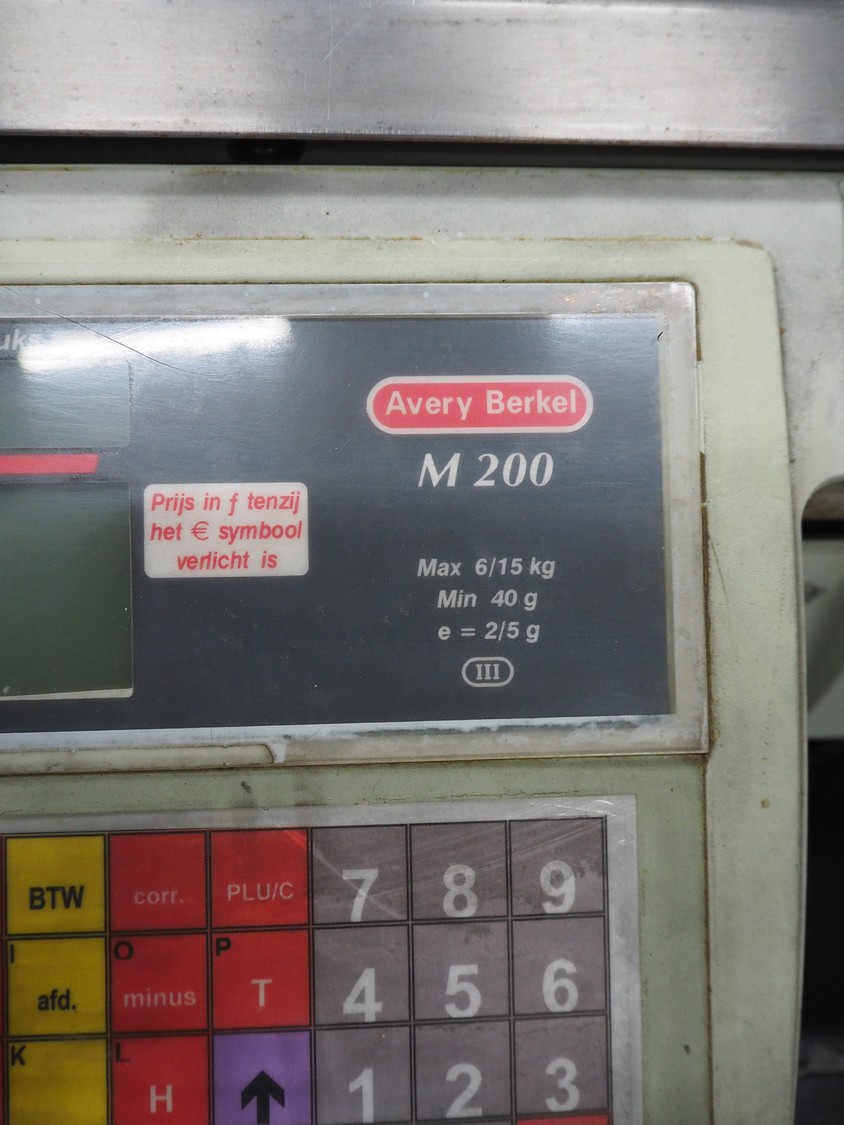 Avery Berkel
M 200
Prijs in ƒ tenzij
het € symbool
verlicht is
Max 6/15 kg
Min 40 g
e = 2/5 g
III
BTW corr. PLU/C 7 8 9
I afd. O minus P T 4 5 6
K L H ↑ 1 2 3